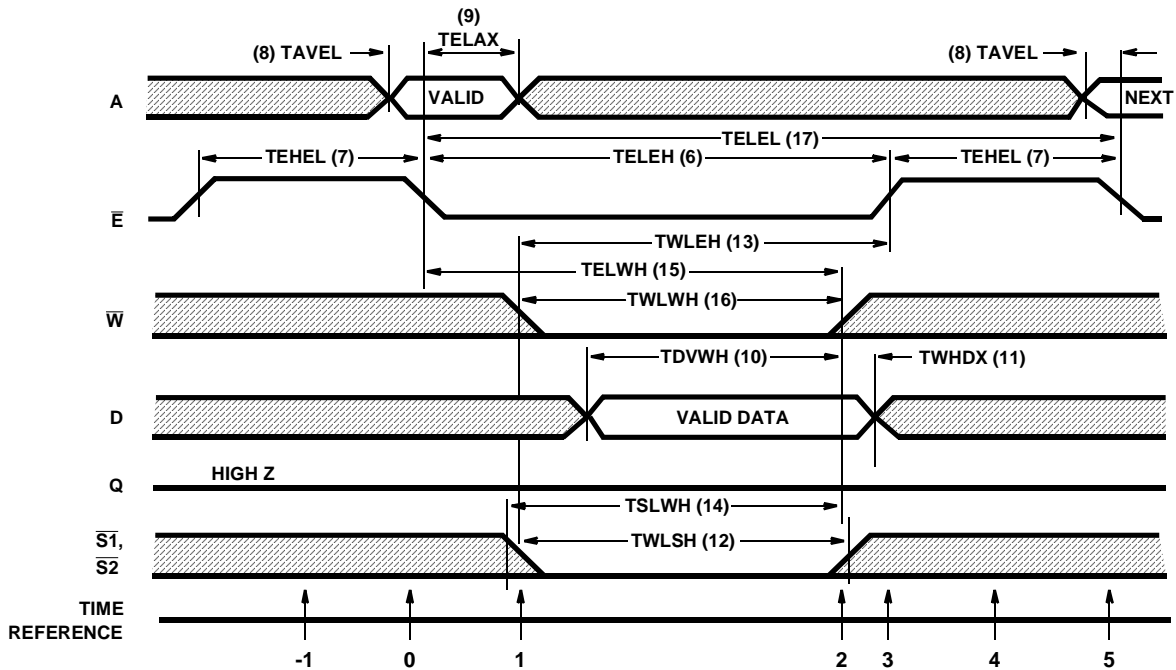 (9)
TELAX
(8) TAVEL
(8) TAVEL
A
VALID
NEXT
TELEL (17)
TEHEL (7)
TELEH (6)
TEHEL (7)
E
TWLEH (13)
TELWH (15)
TWLWH (16)
W
TDVWH (10)
TWHDX (11)
D
VALID DATA
HIGH Z
Q
TSLWH (14)
S1,
TWLSH (12)
S2
TIME
REFERENCE
-1 0 1 2 3 4 5